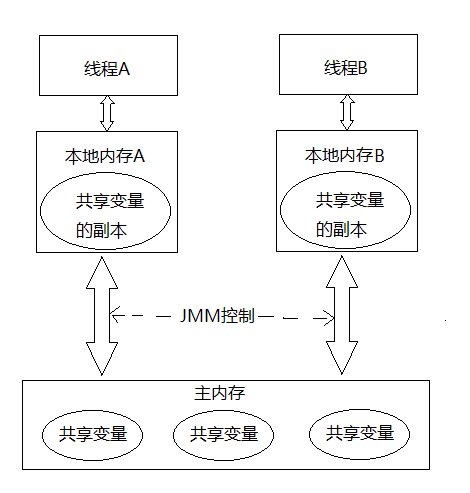 线程A
线程B
本地内存A
本地内存B
共享变量
的副本
共享变量
的副本
JMM控制
主内存
共享变量
共享变量
共享变量